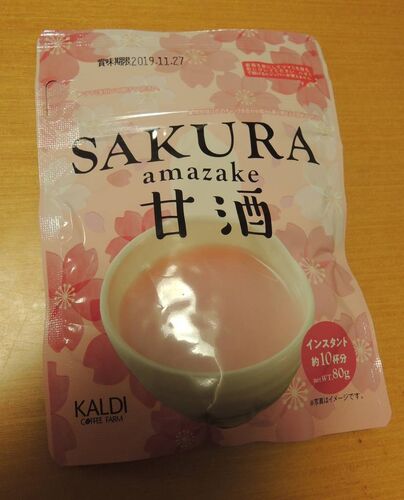 賞味期限2019.11.27
SAKURA
amazake
甘酒
インスタント
約10杯分
NET WT. 80g
※写真はイメージです。
KALDI
COFFEE FARM